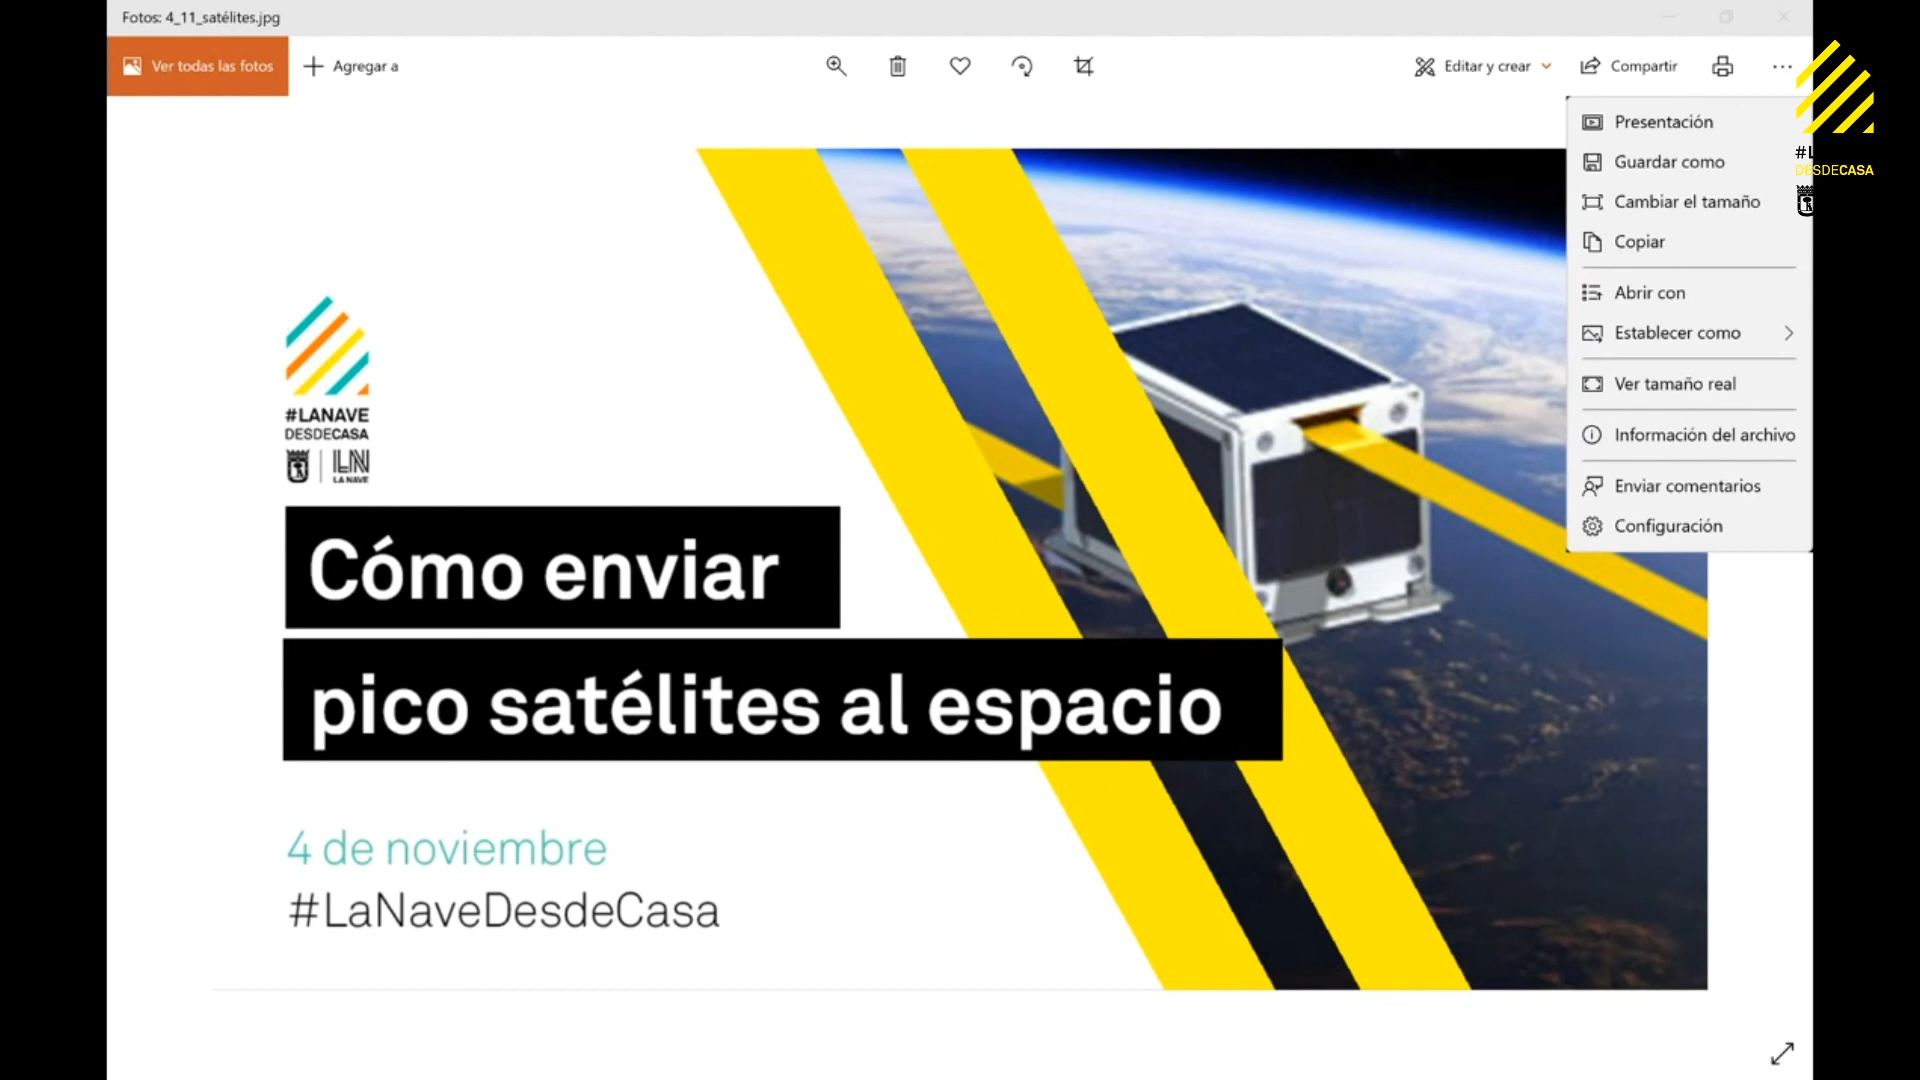 Fotos: 4_11_satélites.jpg
Ver todas las fotos
Agregar a
Editar y crear
Compartir
Presentación
Guardar como
Cambiar el tamaño
Copiar
Abrir con
Establecer como
Ver tamaño real
Información del archivo
Enviar comentarios
Configuración
#L
DESDECASA
#LANAVE
DESDECASA
LN
LA NAVE
Cómo enviar
pico satélites al espacio
4 de noviembre
#LaNaveDesdeCasa